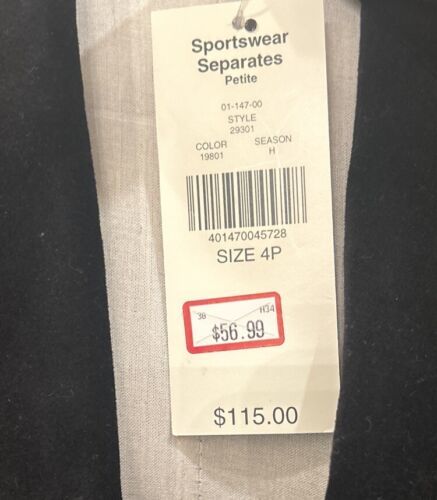 Sportswear
Separates
Petite
01-147-00
STYLE
29301
COLOR SEASON
19801 H
401470045728
SIZE 4P
38 H34
$56.99
$115.00